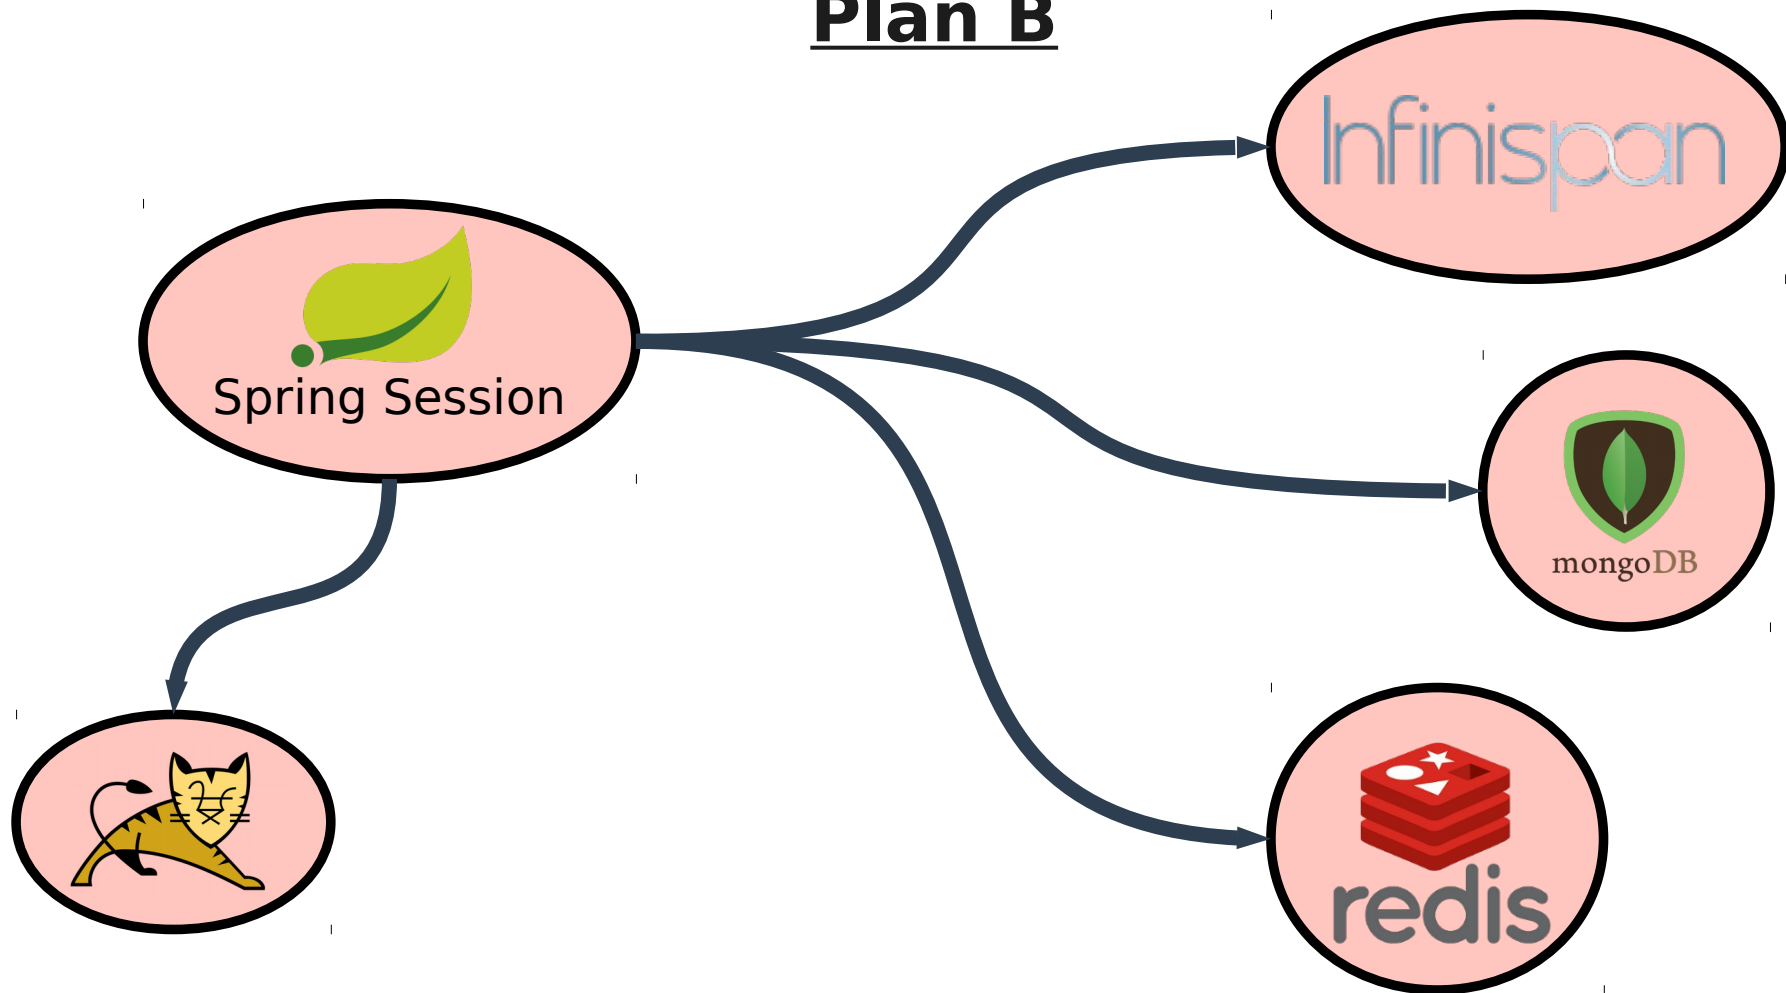 Plan B
Infinispan
Spring Session
mongoDB
redis